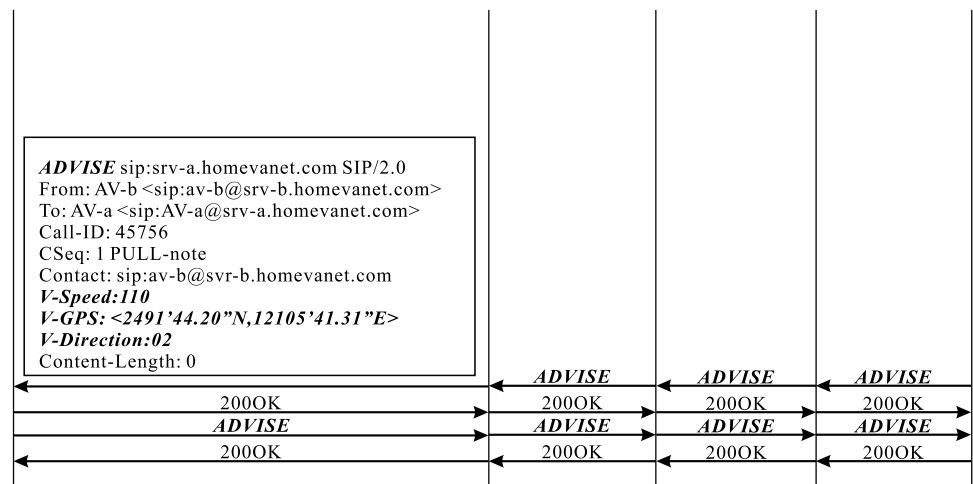 ADVISE sip:srv-a.homevanet.com SIP/2.0
From: AV-b <sip:av-b@srv-b.homevanet.com>
To: AV-a <sip:AV-a@srv-a.homevanet.com>
Call-ID: 45756
CSeq: 1 PULL-note
Contact: sip:av-b@svr-b.homevanet.com
V-Speed:110
V-GPS: <2491’44.20”N,12105’41.31”E>
V-Direction:02
Content-Length: 0
ADVISE ADVISE ADVISE
200OK 200OK 200OK 200OK
ADVISE ADVISE ADVISE ADVISE
200OK 200OK 200OK 200OK